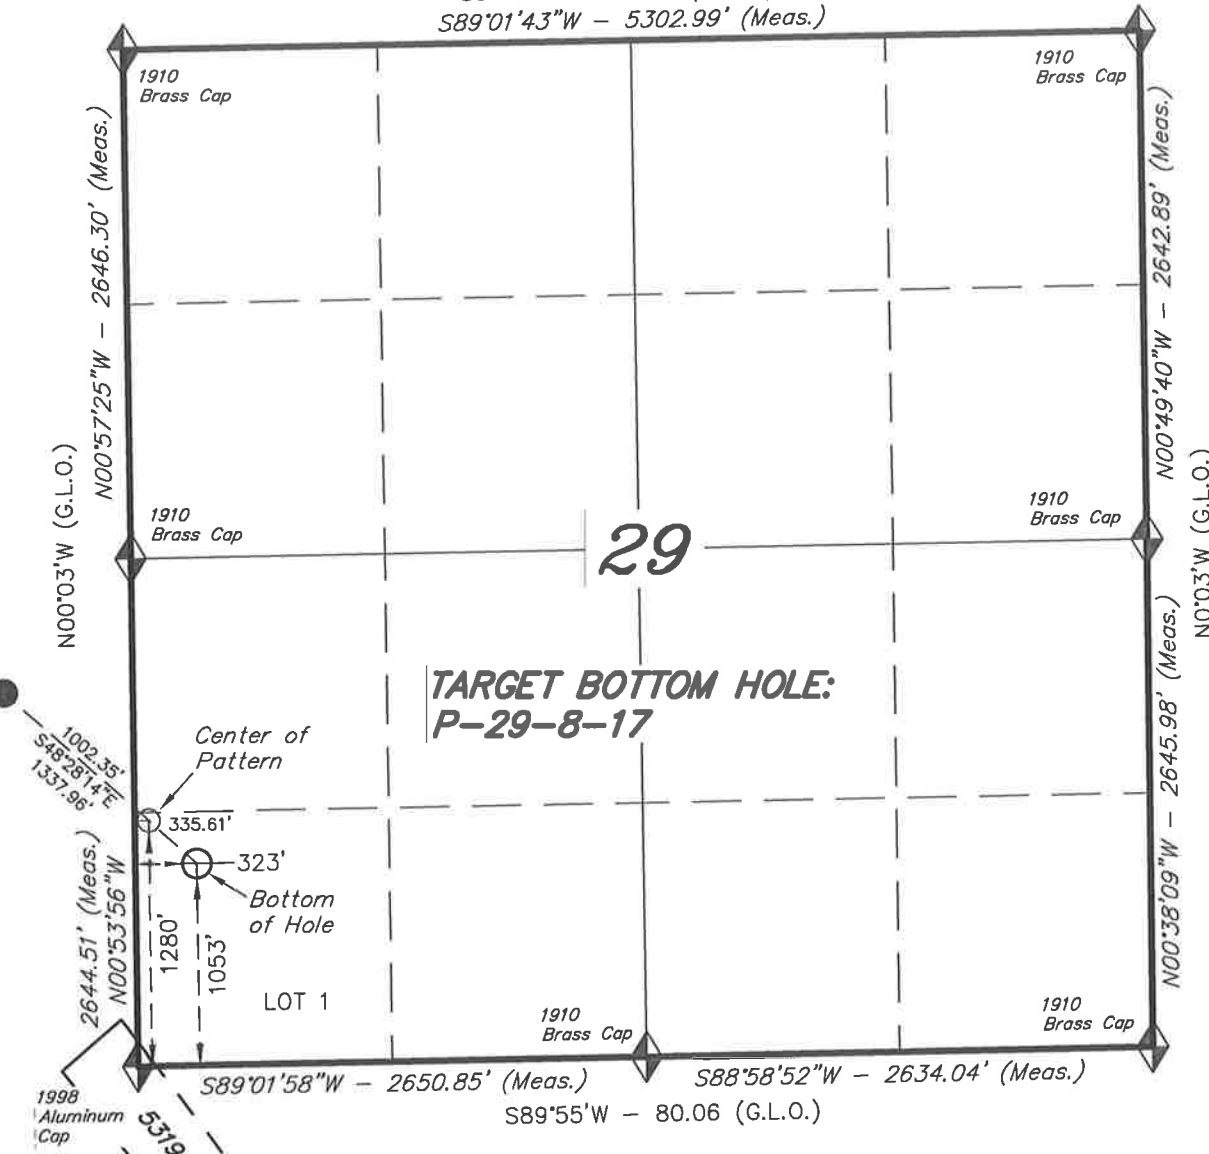 S89°01'43"W - 5302.99' (Meas.)
1910
Brass Cap
1910
Brass Cap
N00°57'25"W - 2646.30' (Meas.)
N00°49'40"W - 2642.89' (Meas.)
N00°03'W (G.L.O.)
N0°03'W (G.L.O.)
1910
Brass Cap
1910
Brass Cap
29
TARGET BOTTOM HOLE:
P-29-8-17
1002.35'
S48°28'14"E
1337.96'
Center of
Pattern
335.61'
323'
Bottom
of Hole
1280'
1053'
LOT 1
2644.51' (Meas.)
N00°53'56"W
N00°38'09"W - 2645.98' (Meas.)
1910
Brass Cap
1910
Brass Cap
S89°01'58"W - 2650.85' (Meas.)
S88°58'52"W - 2634.04' (Meas.)
S89°55'W - 80.06 (G.L.O.)
1998
Aluminum
Cap
5319